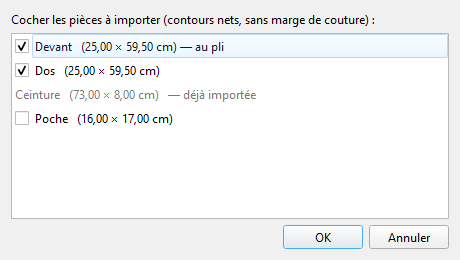 Cocher les pièces à importer (contours nets, sans marge de couture) :
Devant (25,00 × 59,50 cm) — au pli
Dos (25,00 × 59,50 cm)
Ceinture (73,00 × 8,00 cm) — déjà importée
Poche (16,00 × 17,00 cm)
OK Annuler